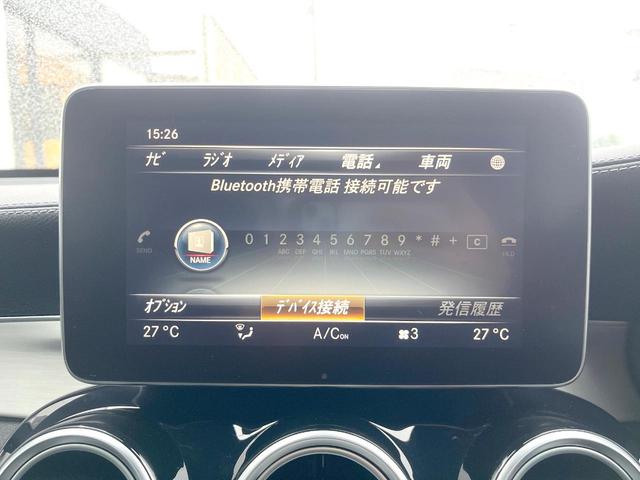 15:26
ナビ ラジオ メディア 電話 車両
Bluetooth携帯電話 接続可能です
0 1 2 3 4 5 6 7 8 9 * # + C
ABC DEF GHI JKL MNO PQRS TUV WXYZ
SEND
NAME
HLD
オプション デバイス接続 発信履歴
27 °C A/C ON 3 27 °C